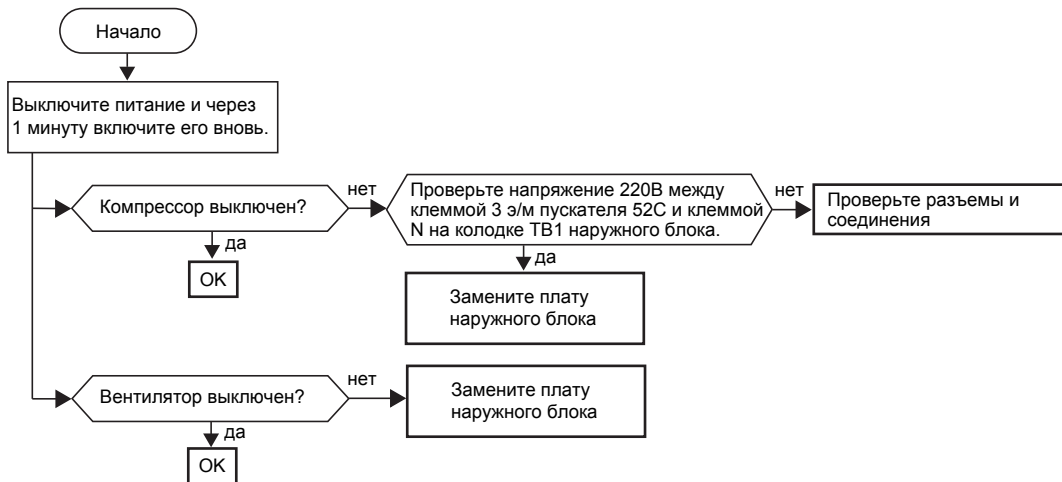 Начало
Выключите питание и через
1 минуту включите его вновь.
Компрессор выключен?
нет
Проверьте напряжение 220В между
клеммой 3 э/м пускателя 52С и клеммой
N на колодке ТВ1 наружного блока.
нет
Проверьте разъемы и
соединения
да
OK
да
Замените плату
наружного блока
Вентилятор выключен?
нет
Замените плату
наружного блока
да
OK